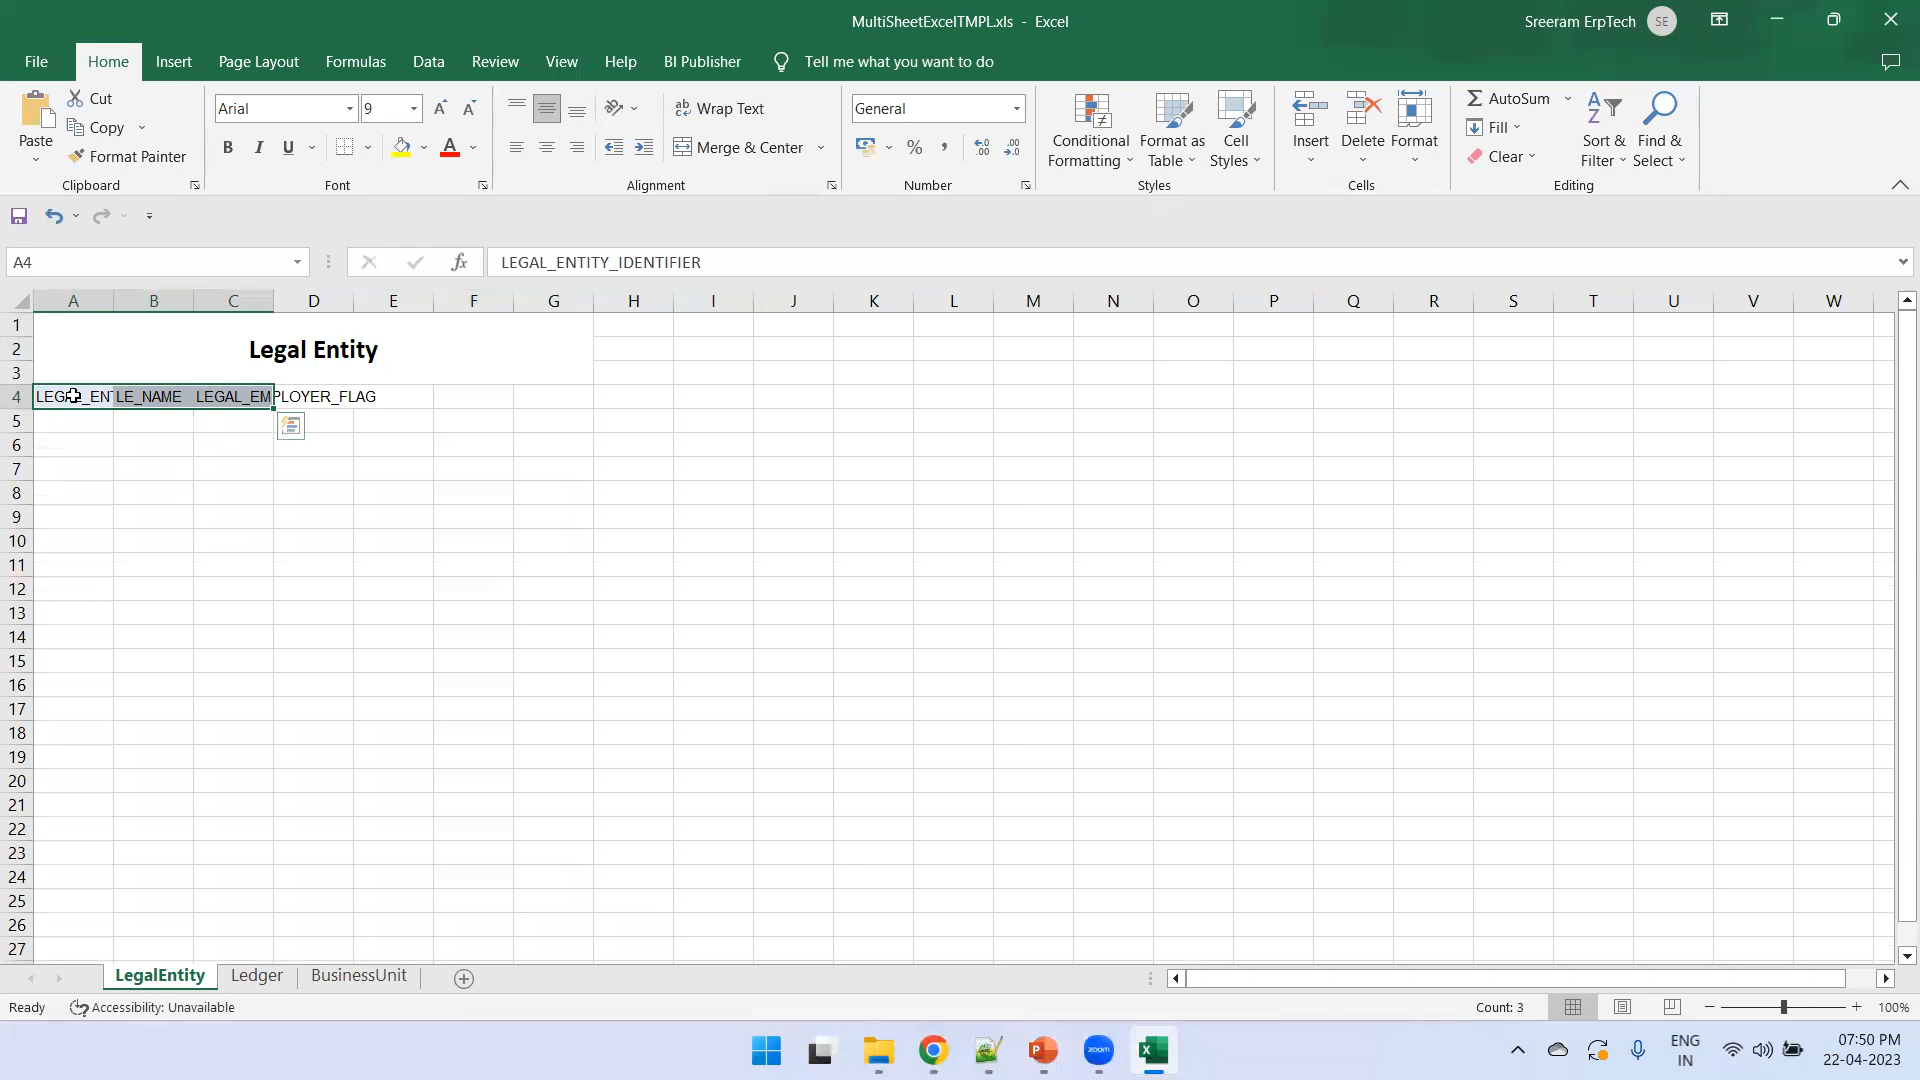 MultiSheetExcelTMPL.xls - Excel
Sreeram ErpTech
SE
File Home Insert Page Layout Formulas Data Review View Help BI Publisher Tell me what you want to do
Paste
Cut
Copy
Format Painter
Clipboard
Arial 9
B I U
Font
Wrap Text
Merge & Center
Alignment
General
Number
Conditional Formatting
Format as Table
Cell Styles
Styles
Insert
Delete
Format
Cells
AutoSum
Fill
Clear
Sort & Filter
Find & Select
Editing
A4
fx
LEGAL_ENTITY_IDENTIFIER
A B C D E F G H I J K L M N O P Q R S T U V W
1
2 Legal Entity
3
4 LEGAL_ENT LE_NAME LEGAL_EMPLOYER_FLAG
5
6
7
8
9
10
11
12
13
14
15
16
17
18
19
20
21
22
23
24
25
26
27
LegalEntity Ledger BusinessUnit
Ready Accessibility: Unavailable Count: 3 100%
zoom
ENG
IN
07:50 PM
22-04-2023